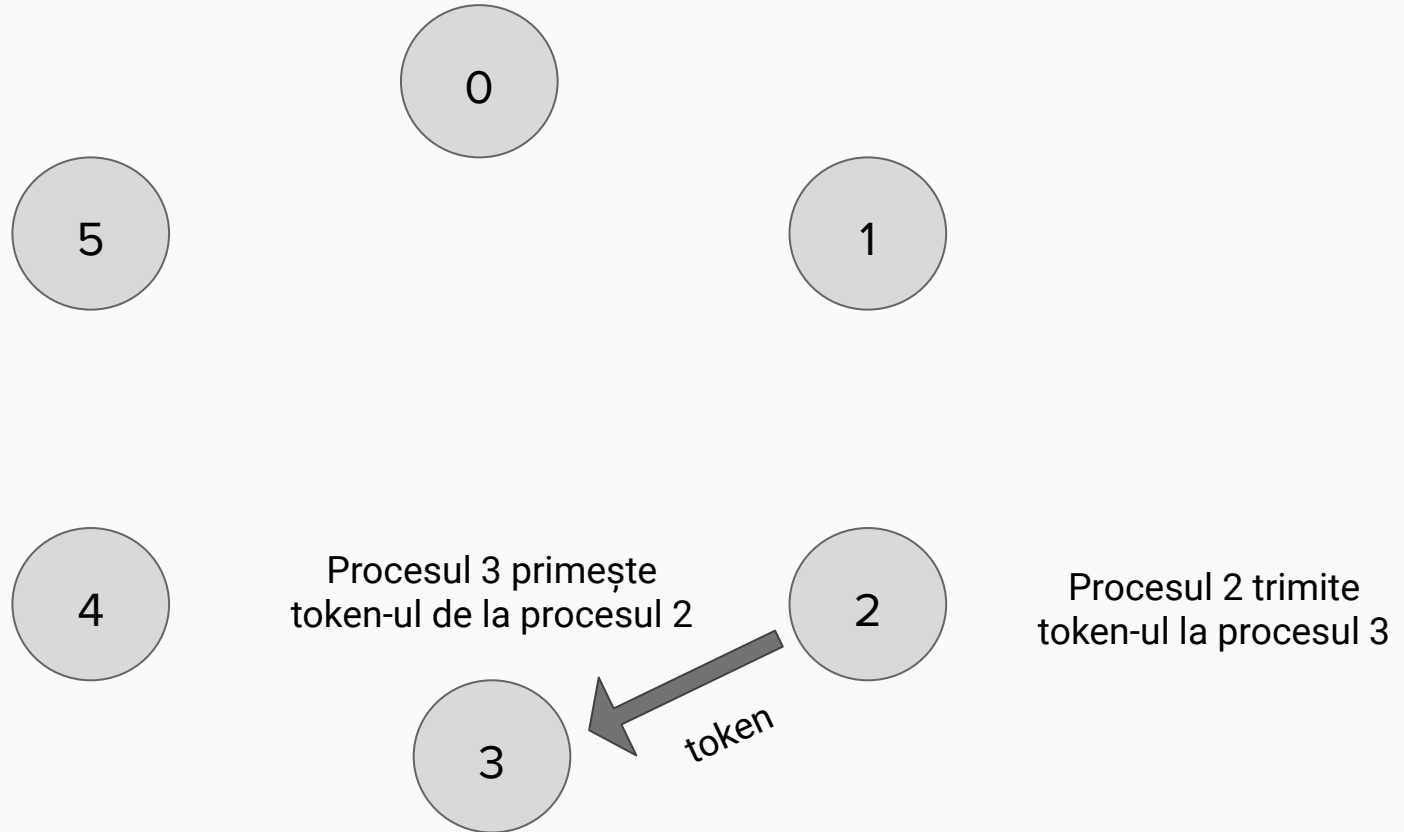 0
5
1
4
Procesul 3 primește
token-ul de la procesul 2
2
Procesul 2 trimite
token-ul la procesul 3
token
3